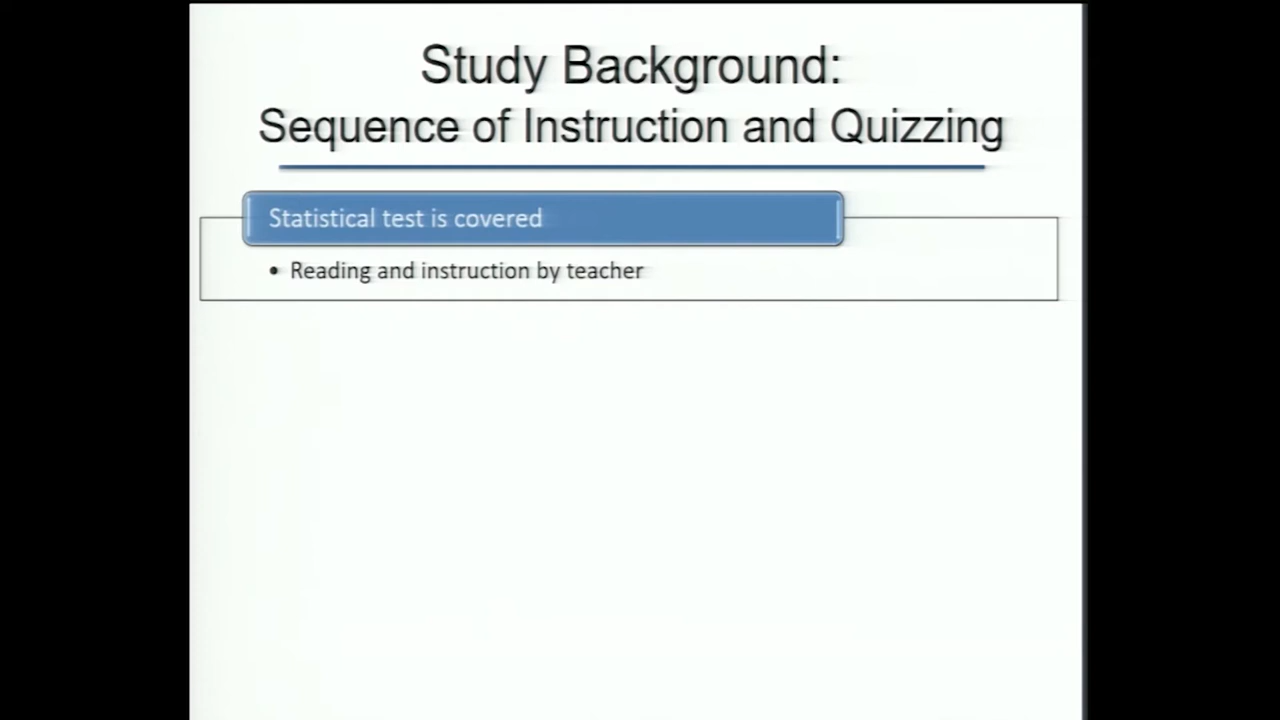 Study Background:
Sequence of Instruction and Quizzing
Statistical test is covered
• Reading and instruction by teacher